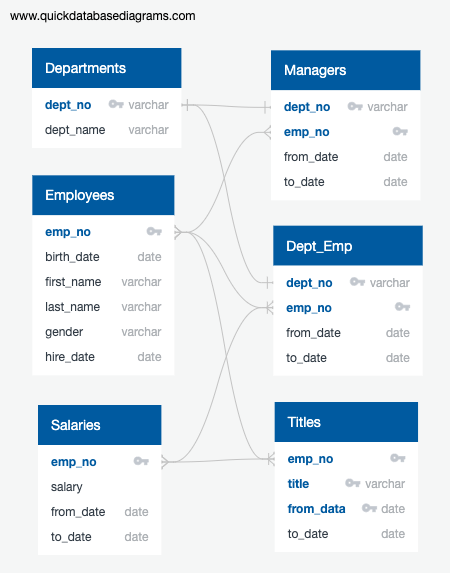 www.quickdatabasediagrams.com
Departments
dept_no varchar
dept_name varchar
Employees
emp_no
birth_date date
first_name varchar
last_name varchar
gender varchar
hire_date date
Salaries
emp_no
salary
from_date date
to_date date
Managers
dept_no varchar
emp_no
from_date date
to_date date
Dept_Emp
dept_no varchar
emp_no
from_date date
to_date date
Titles
emp_no
title varchar
from_data date
to_date date